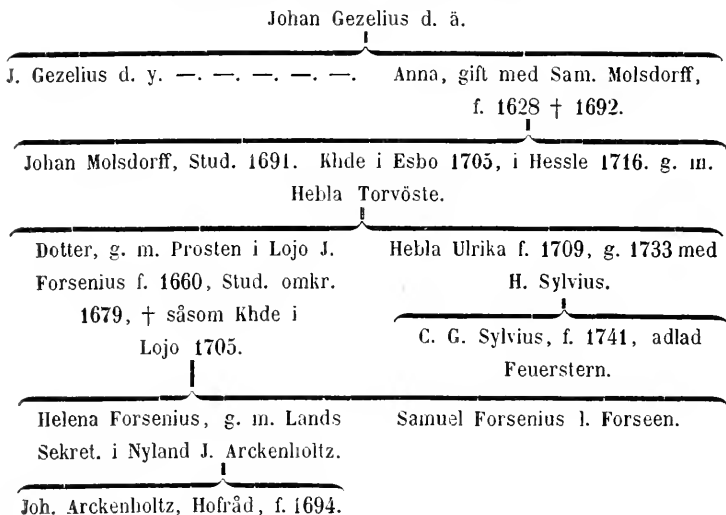 Johan Gezelius d. ä.
J. Gezelius d. y. —. —. —. —. —.
Anna, gift med Sam. Molsdorff,
f. 1628 † 1692.
Johan Molsdorff, Stud. 1691. Khde i Esbo 1705, i Hessle 1716. g. m.
Hebla Torvöste.
Dotter, g. m. Prosten i Lojo J.
Forsenius f. 1660, Stud. omkr.
1679, † såsom Khde i
Lojo 1705.
Hebla Ulrika f. 1709, g. 1733 med
H. Sylvius.
C. G. Sylvius, f. 1741, adlad
Feuerstern.
Helena Forsenius, g. m. Lands
Sekret. i Nyland J. Arckenholtz.
Samuel Forsenius l. Forseen.
Joh. Arckenholtz, Hofråd, f. 1694.